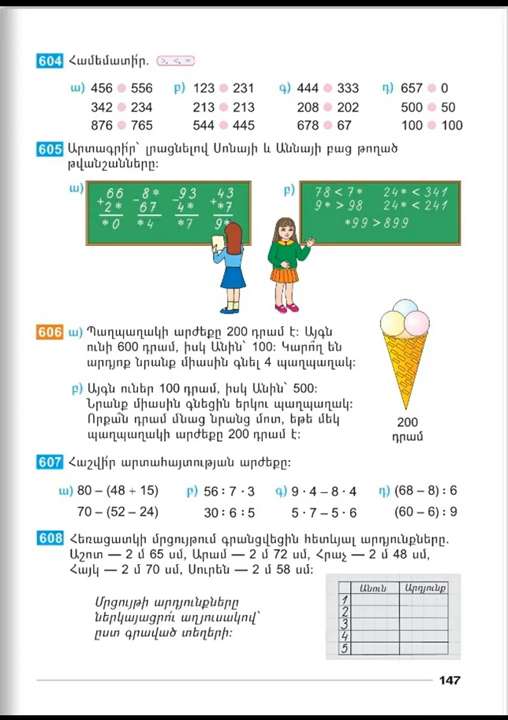 604 Համեմատի՛ր. >, <, =
ա) 456 ● 556 բ) 123 ● 231 գ) 444 ● 333 դ) 657 ● 0
342 ● 234 213 ● 213 208 ● 202 500 ● 50
876 ● 765 544 ● 445 678 ● 67 100 ● 100
605 Արտագրի՛ր՝ լրացնելով Սոնայի և Աննայի բաց թողած
թվանշանները:
ա) 66 8* 93 43
+ 2* - 67 - 4* + *7
*0 *4 *7 9*
բ) 78 < 7* 24* < 341
9* > 98 24* < 241
*99 > 899
606 ա) Պաղպաղակի արժեքը 200 դրամ է: Այգն
ունի 600 դրամ, իսկ Անին՝ 100: Կարո՞ղ են
արդյոք նրանք միասին գնել 4 պաղպաղակ:
բ) Այգն ուներ 100 դրամ, իսկ Անին՝ 500:
Նրանք միասին գնեցին երկու պաղպաղակ:
Որքա՞ն դրամ մնաց նրանց մոտ, եթե մեկ
պաղպաղակի արժեքը 200 դրամ է:
200
դրամ
607 Հաշվի՛ր արտահայտության արժեքը:
ա) 80 – (48 + 15) բ) 56 : 7 · 3 գ) 9 · 4 – 8 · 4 դ) (68 – 8) : 6
70 – (52 – 24) 30 : 6 : 5 5 · 7 – 5 · 6 (60 – 6) : 9
608 Հեռացատկի մրցույթում գրանցվեցին հետևյալ արդյունքները.
Աշոտ — 2 մ 65 սմ, Արամ — 2 մ 72 սմ, Հրաչ — 2 մ 48 սմ,
Հայկ — 2 մ 70 սմ, Սուրեն — 2 մ 58 սմ:
Մրցույթի արդյունքները
ներկայացրո՛ւ աղյուսակով՝
ըստ գրաված տեղերի:
Անուն Արդյունք
1
2
3
4
5
147